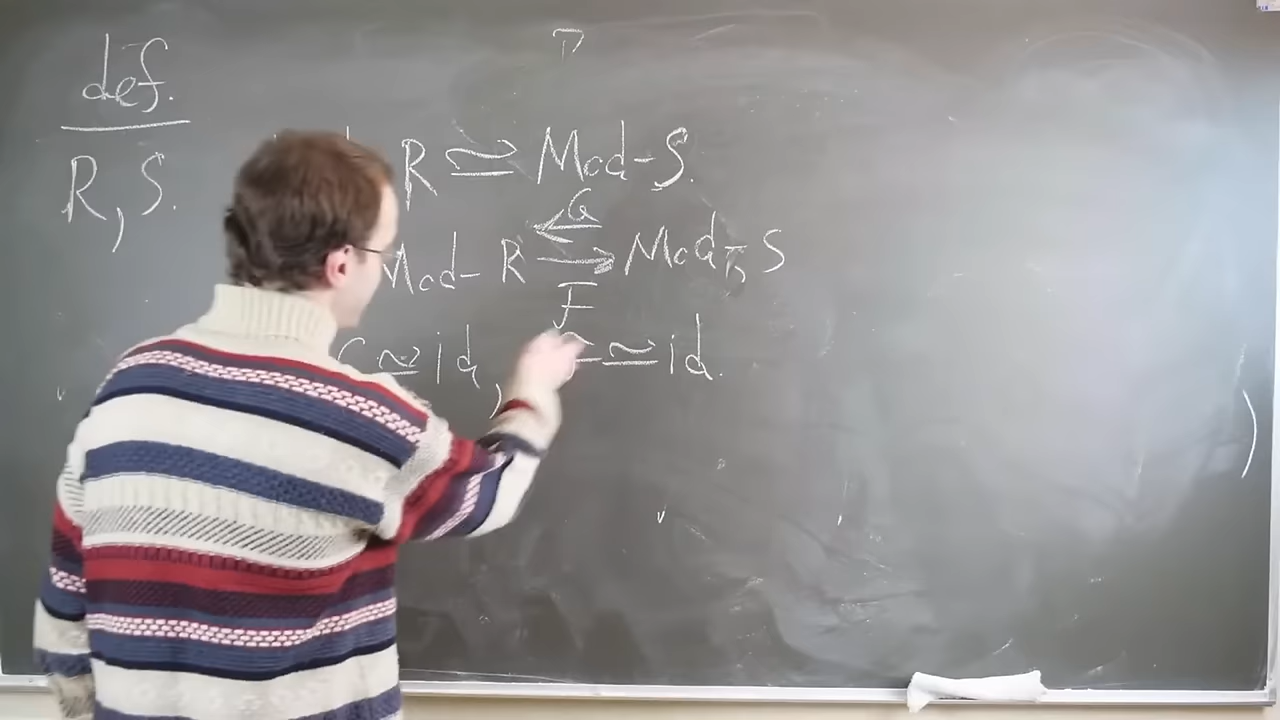 P
def.
R, S.
R ≃ Mod-S.
G
Mod- R ⇄ Mod-S
F
≃ id, ≃ id.
)